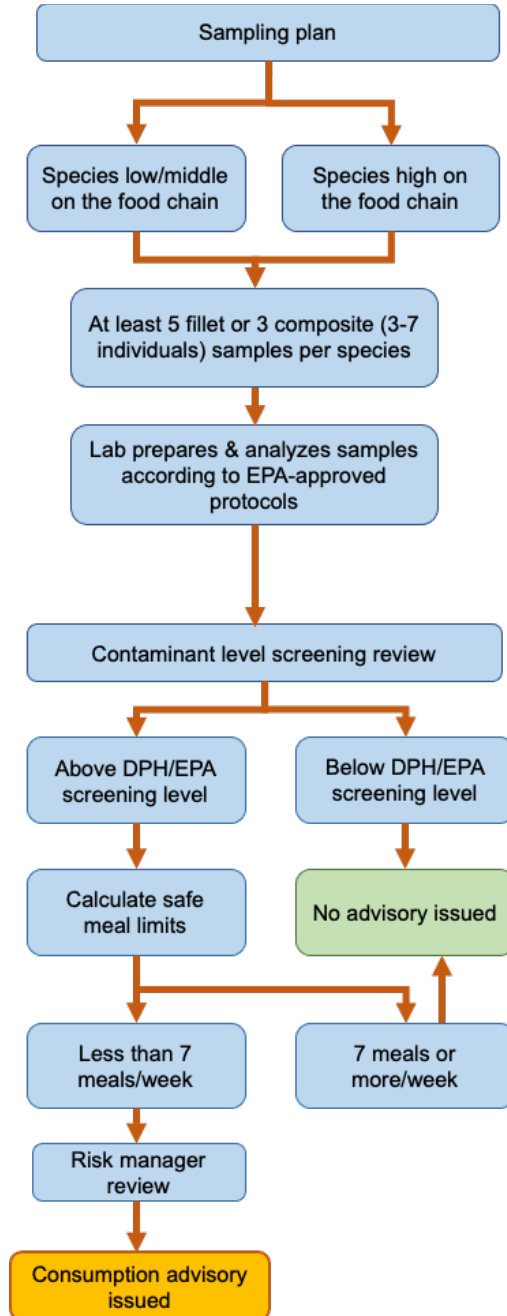 Sampling plan
Species low/middle
on the food chain
Species high on
the food chain
At least 5 fillet or 3 composite (3-7
individuals) samples per species
Lab prepares & analyzes samples
according to EPA-approved
protocols
Contaminant level screening review
Above DPH/EPA
screening level
Below DPH/EPA
screening level
Calculate safe
meal limits
No advisory issued
Less than 7
meals/week
7 meals or
more/week
Risk manager
review
Consumption advisory
issued